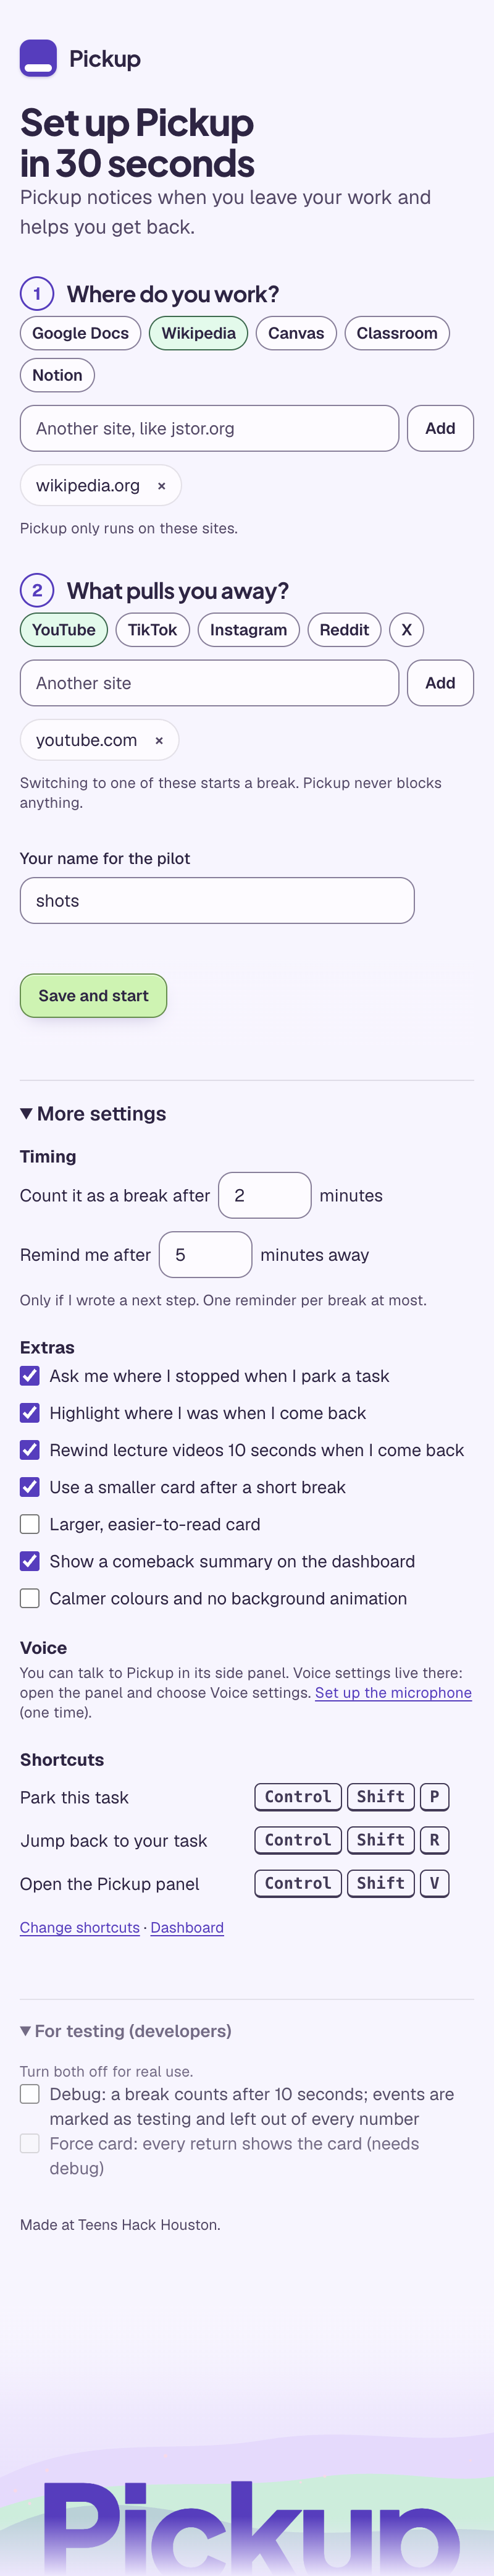 Pickup
Set up Pickup
in 30 seconds
Pickup notices when you leave your work and
helps you get back.
1 Where do you work?
Google Docs Wikipedia Canvas Classroom
Notion
Another site, like jstor.org Add
wikipedia.org ×
Pickup only runs on these sites.
2 What pulls you away?
YouTube TikTok Instagram Reddit X
Another site Add
youtube.com ×
Switching to one of these starts a break. Pickup never blocks
anything.
Your name for the pilot
shots
Save and start
▼ More settings
Timing
Count it as a break after 2 minutes
Remind me after 5 minutes away
Only if I wrote a next step. One reminder per break at most.
Extras
Ask me where I stopped when I park a task
Highlight where I was when I come back
Rewind lecture videos 10 seconds when I come back
Use a smaller card after a short break
Larger, easier-to-read card
Show a comeback summary on the dashboard
Calmer colours and no background animation
Voice
You can talk to Pickup in its side panel. Voice settings live there:
open the panel and choose Voice settings. Set up the microphone
(one time).
Shortcuts
Park this task Control Shift P
Jump back to your task Control Shift R
Open the Pickup panel Control Shift V
Change shortcuts · Dashboard
▼ For testing (developers)
Turn both off for real use.
Debug: a break counts after 10 seconds; events are
marked as testing and left out of every number
Force card: every return shows the card (needs
debug)
Made at Teens Hack Houston.
Pickup